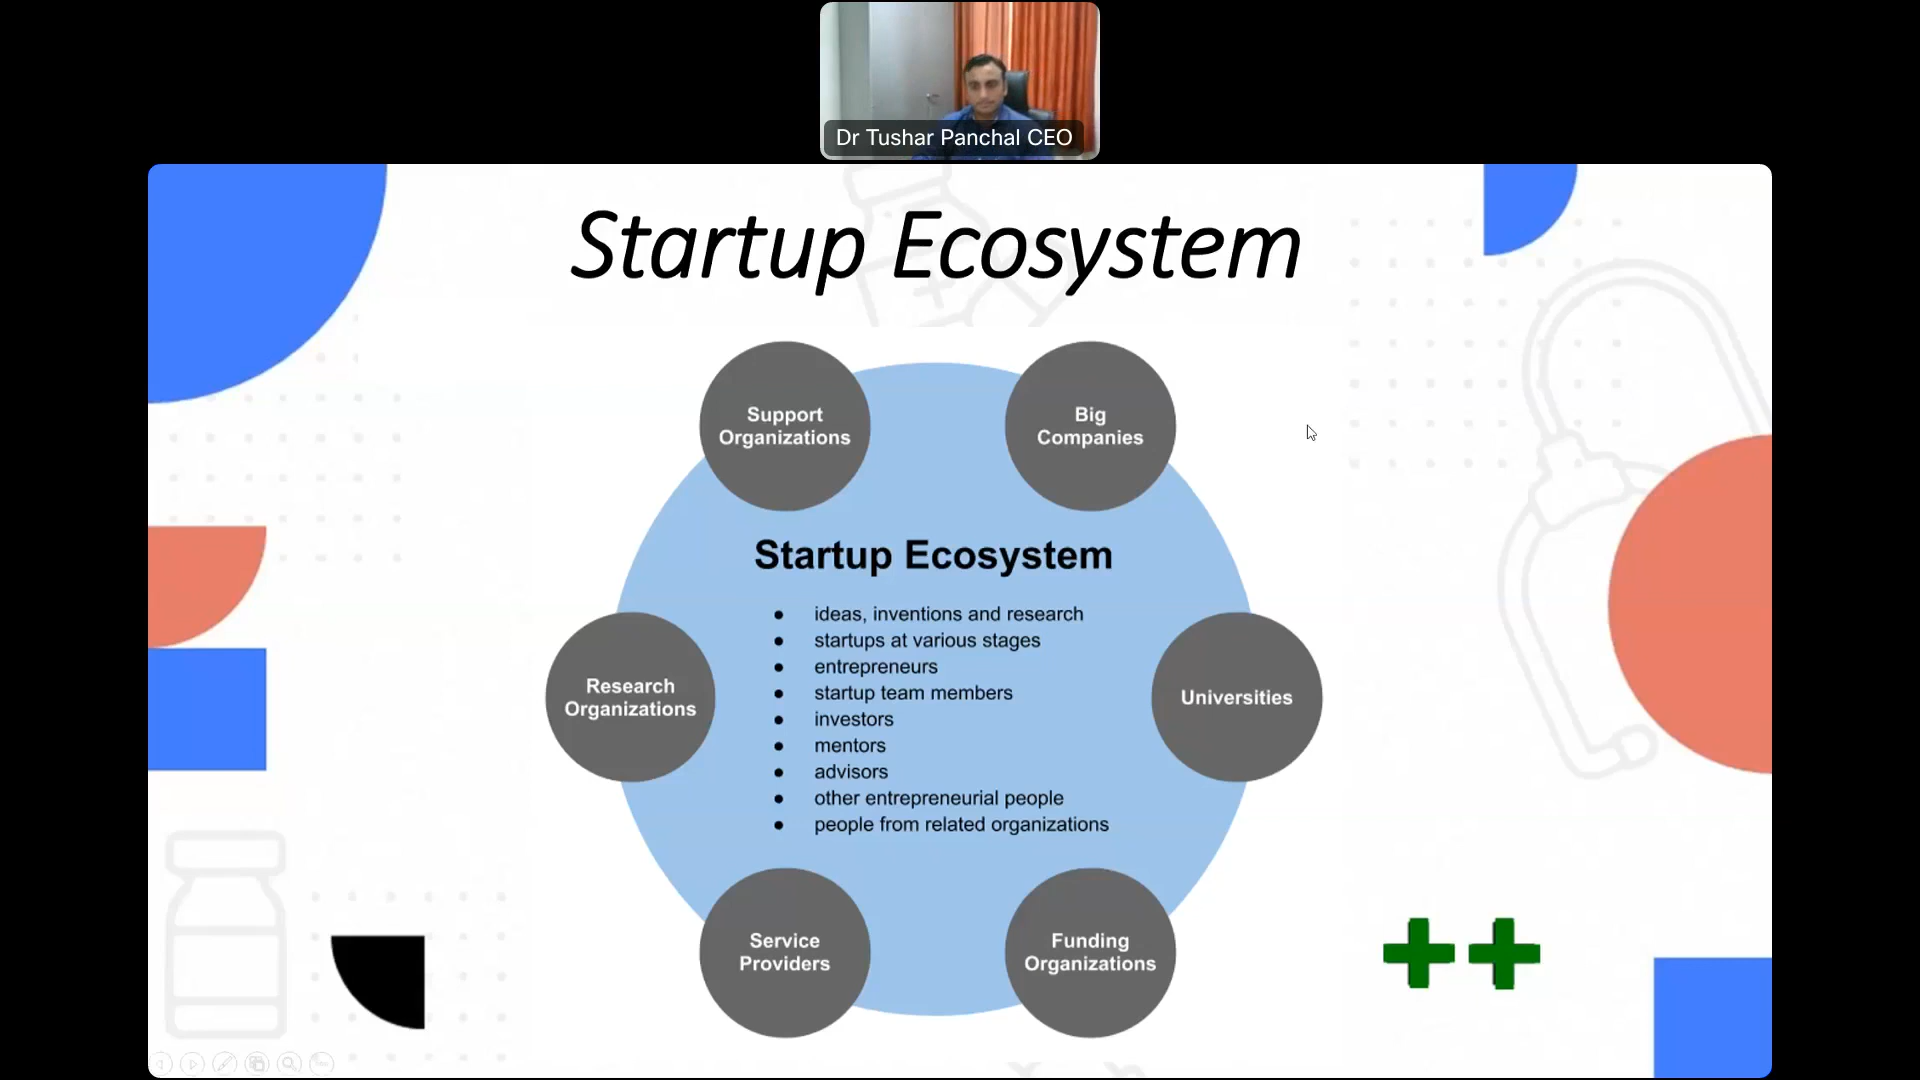 Dr Tushar Panchal CEO
Startup Ecosystem
Support
Organizations
Big
Companies
Startup Ecosystem
● ideas, inventions and research
● startups at various stages
● entrepreneurs
● startup team members
● investors
● mentors
● advisors
● other entrepreneurial people
● people from related organizations
Research
Organizations
Universities
Service
Providers
Funding
Organizations